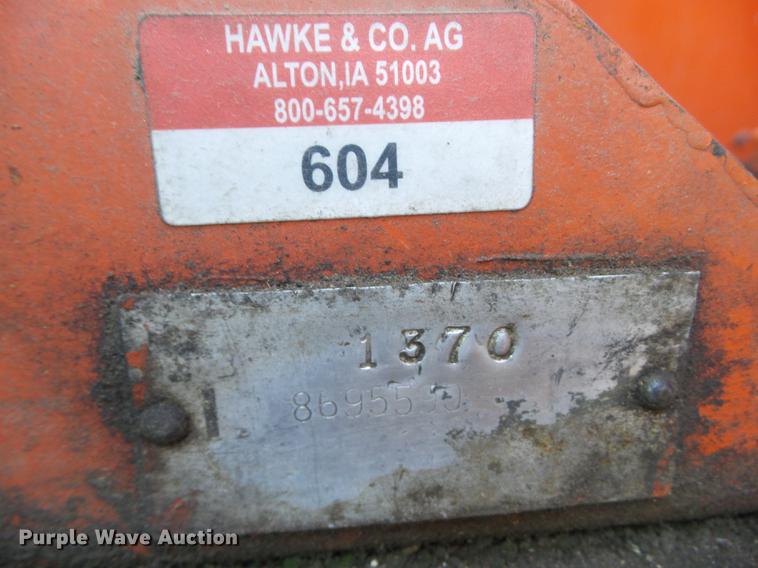 HAWKE & CO. AG
ALTON,IA 51003
800-657-4398
604
1370
Purple Wave Auction